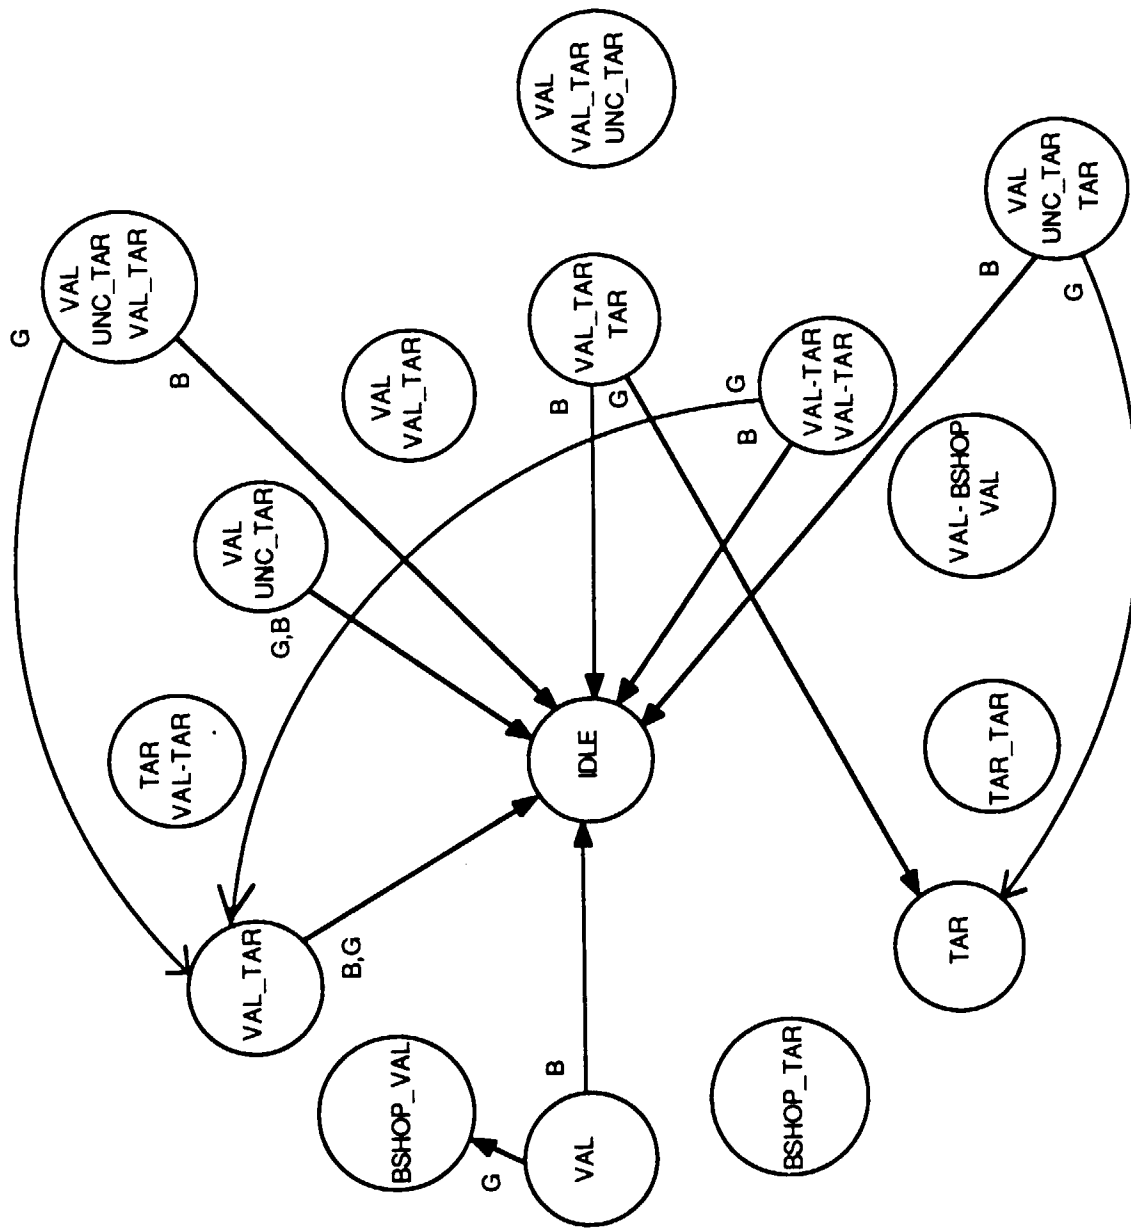 G
VAL
UNC_TAR
VAL_TAR
B
TAR
VAL-TAR
VAL
UNC_TAR
G,B
VAL_TAR
B,G
VAL
VAL_TAR
BSHOP_VAL
G
VAL
B
IDLE
B
VAL_TAR
TAR
G
VAL
VAL_TAR
UNC_TAR
G
B
VAL-TAR
VAL-TAR
BSHOP_TAR
TAR
VAL- BSHOP
VAL
TAR_TAR
B
VAL
UNC_TAR
TAR
G